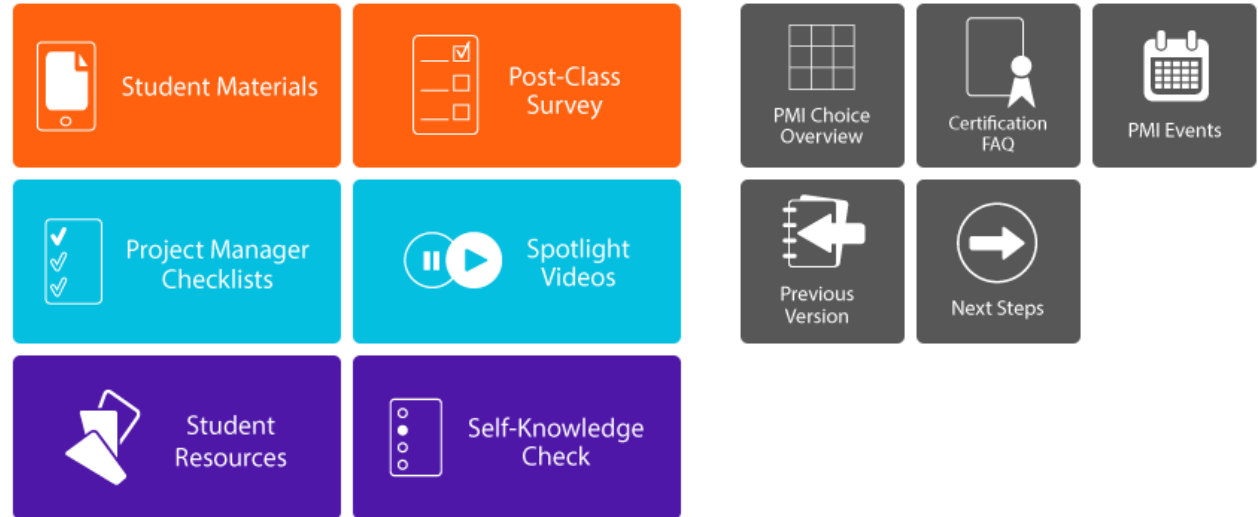 Student Materials
Post-Class
Survey
PMI Choice
Overview
Certification
FAQ
PMI Events
Project Manager
Checklists
Spotlight
Videos
Previous
Version
Next Steps
Student
Resources
Self-Knowledge
Check